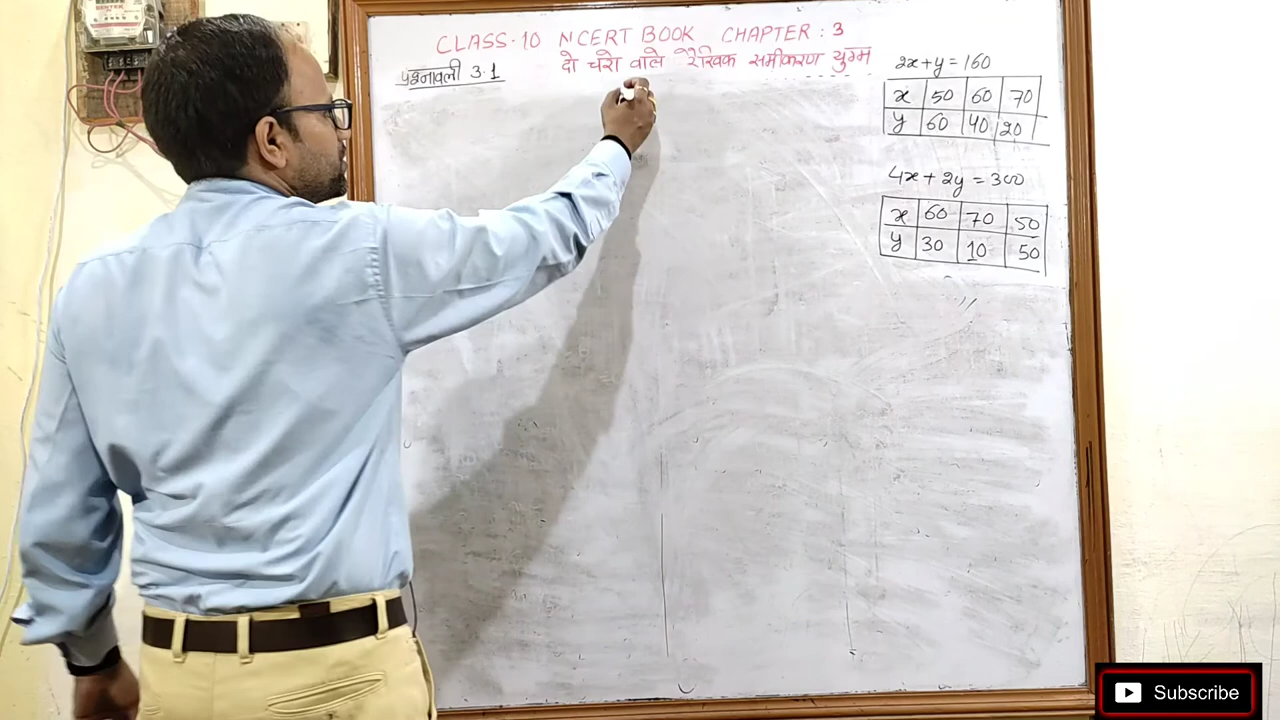 CLASS-10 NCERT BOOK CHAPTER : 3
दो चरो वाले रैखिक समीकरण युग्म
प्रश्नावली 3.1
2x+y=160
x 50 60 70
y 60 40 20
4x+2y=300
x 60 70 50
y 30 10 50
Subscribe